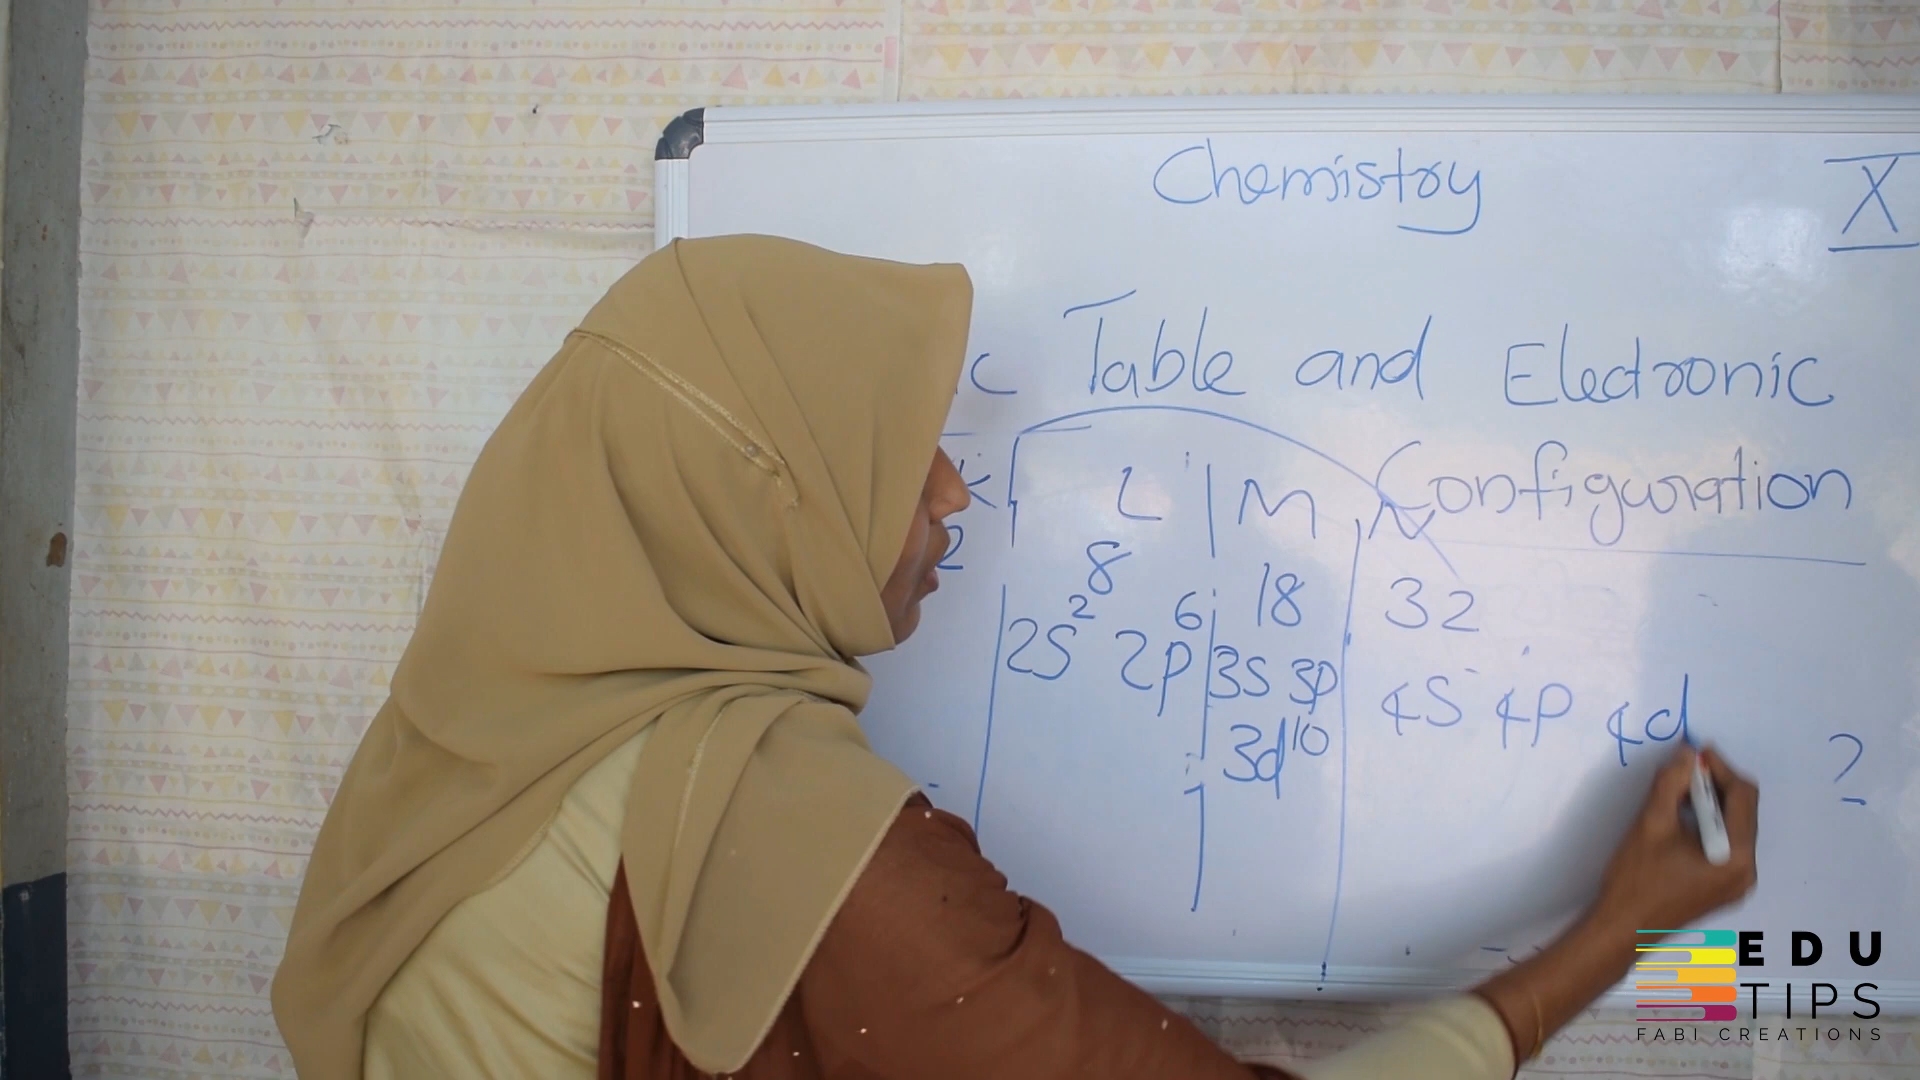 Chemistry
X
ic Table and Electronic
Configuration
K L M N
2 8 18 32
2s² 2p⁶ 3s 3p 4s 4p 4d
3d¹⁰ ?
EDU
TIPS
FABI CREATIONS